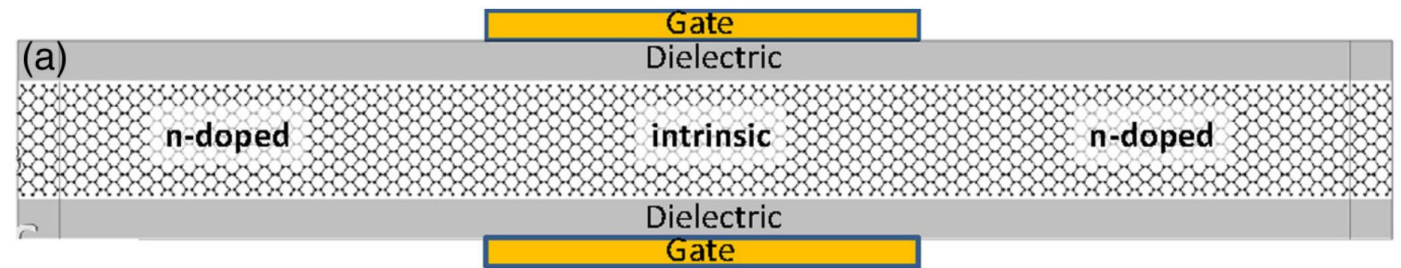 Gate
(a)
Dielectric
n-doped intrinsic n-doped
Dielectric
Gate